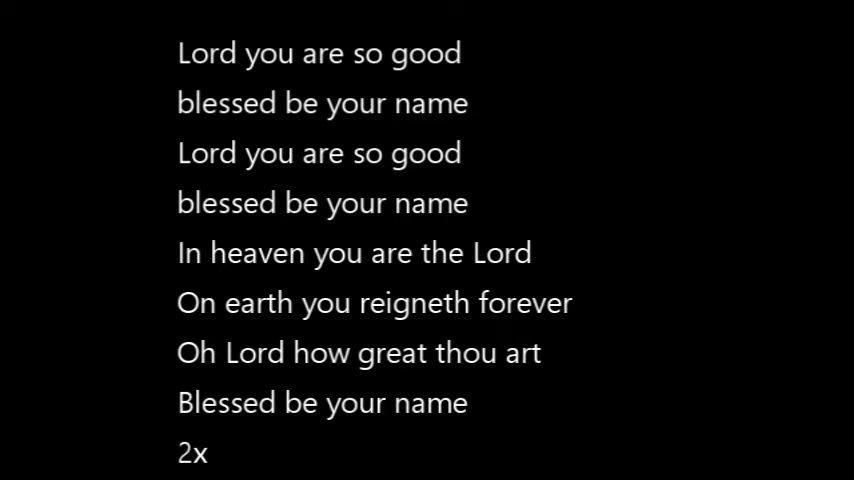 Lord you are so good
blessed be your name
Lord you are so good
blessed be your name
In heaven you are the Lord
On earth you reigneth forever
Oh Lord how great thou art
Blessed be your name
2x